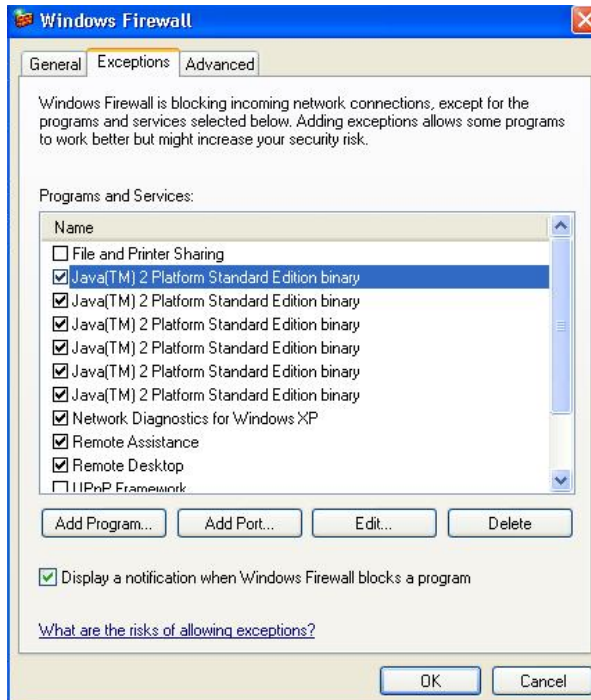 Windows Firewall
General Exceptions Advanced
Windows Firewall is blocking incoming network connections, except for the
programs and services selected below. Adding exceptions allows some programs
to work better but might increase your security risk.
Programs and Services:
Name
File and Printer Sharing
Java(TM) 2 Platform Standard Edition binary
Java(TM) 2 Platform Standard Edition binary
Java(TM) 2 Platform Standard Edition binary
Java(TM) 2 Platform Standard Edition binary
Java(TM) 2 Platform Standard Edition binary
Java(TM) 2 Platform Standard Edition binary
Network Diagnostics for Windows XP
Remote Assistance
Remote Desktop
UPnP Framework
Add Program... Add Port... Edit... Delete
Display a notification when Windows Firewall blocks a program
What are the risks of allowing exceptions?
OK Cancel